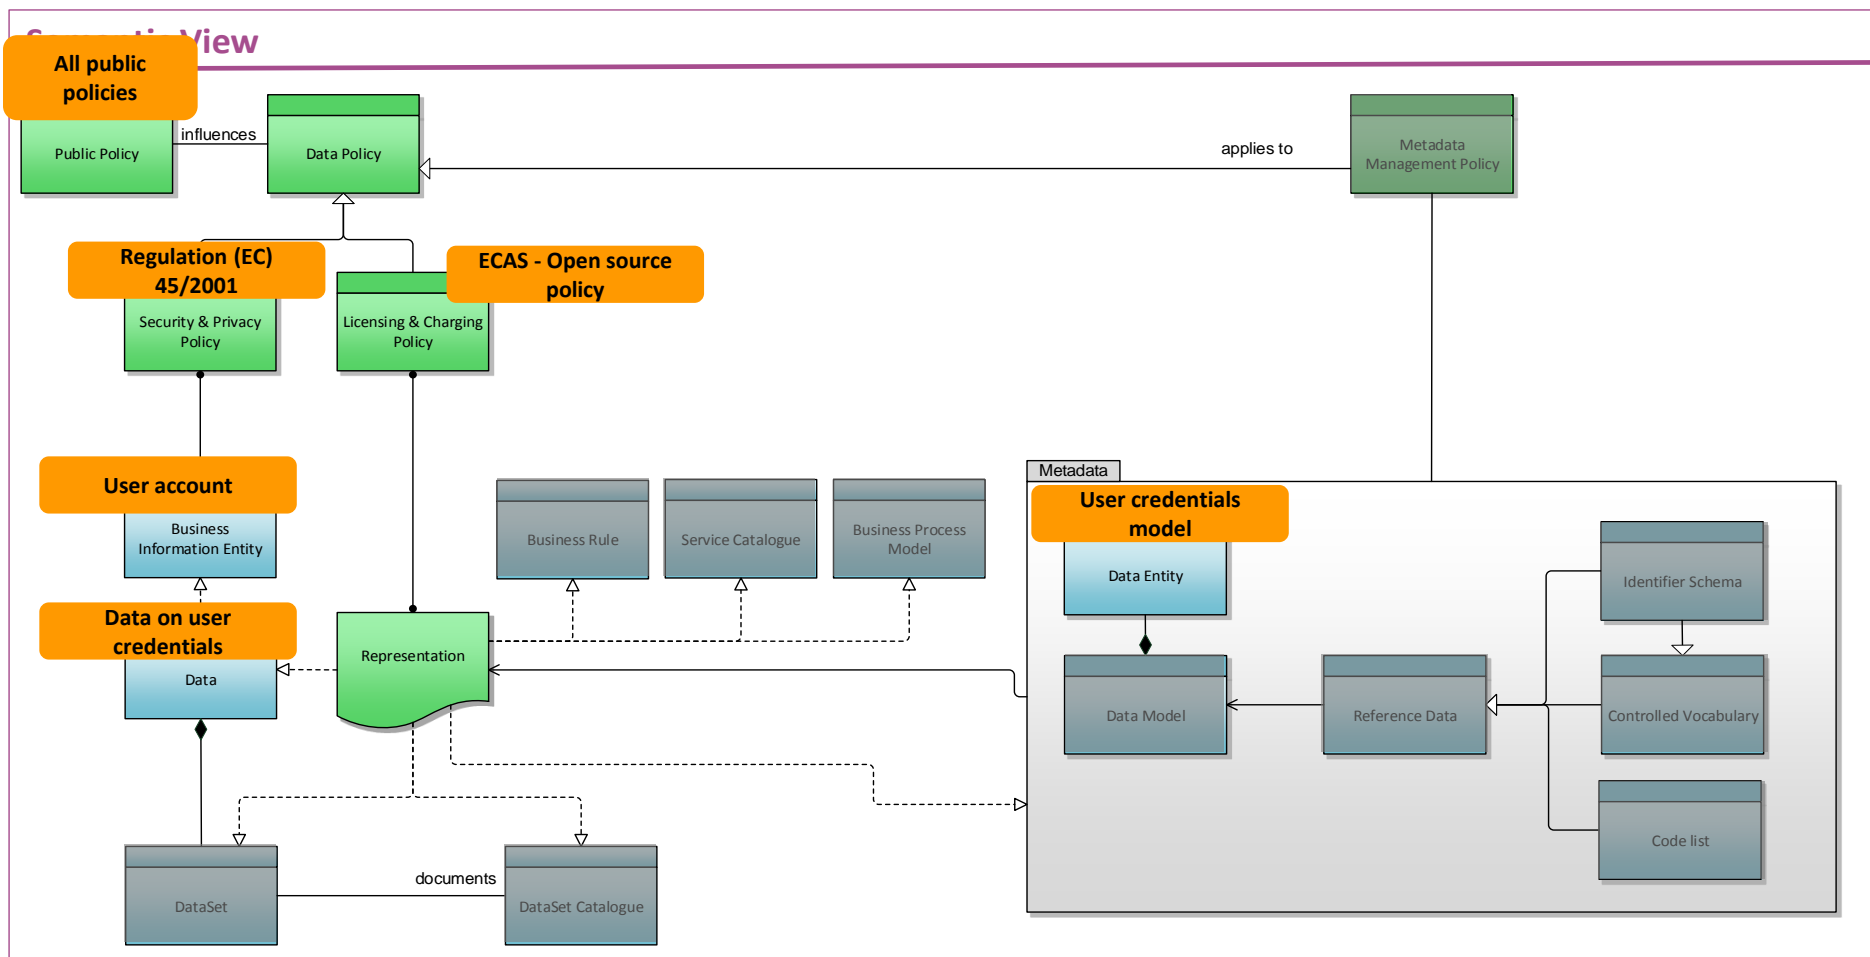 View
All public
policies
Public Policy
influences
Data Policy
applies to
Metadata
Management Policy
Regulation (EC)
45/2001
ECAS - Open source
policy
Security & Privacy
Policy
Licensing & Charging
Policy
User account
Business
Information Entity
Business Rule
Service Catalogue
Business Process
Model
Metadata
User credentials
model
Data Entity
Identifier Schema
Data on user
credentials
Data
Representation
Data Model
Reference Data
Controlled Vocabulary
Code list
DataSet
documents
DataSet Catalogue